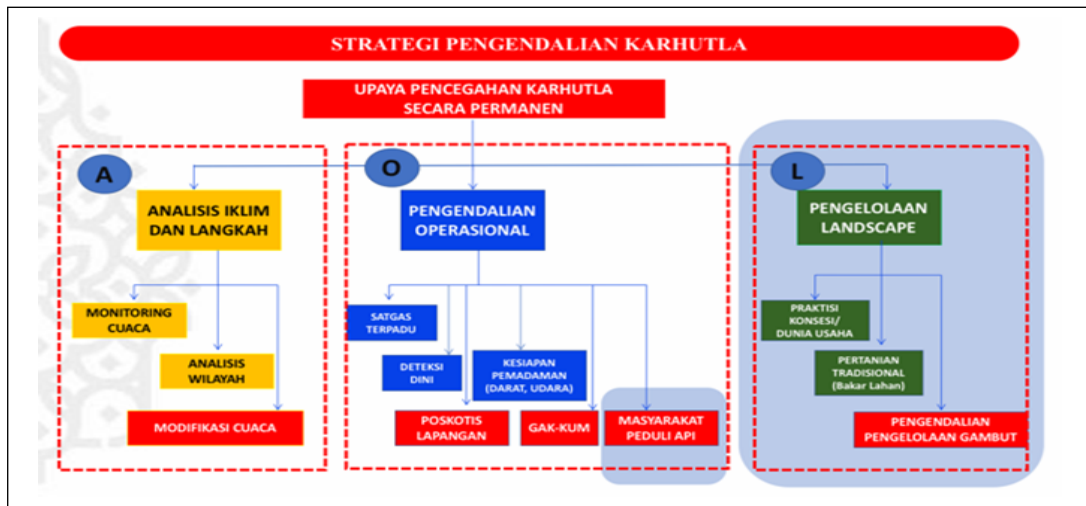 STRATEGI PENGENDALIAN KARHUTLA
UPAYA PENCEGAHAN KARHUTLA
SECARA PERMANEN
A
ANALISIS IKLIM
DAN LANGKAH
MONITORING
CUACA
ANALISIS
WILAYAH
MODIFIKASI CUACA
O
PENGENDALIAN
OPERASIONAL
SATGAS
TERPADU
DETEKSI
DINI
KESIAPAN
PEMADAMAN
(DARAT, UDARA)
POSKOTIS
LAPANGAN
GAK-KUM
MASYARAKAT
PEDULI API
L
PENGELOLAAN
LANDSCAPE
PRAKTISI
KONSESI/
DUNIA USAHA
PERTANIAN
TRADISIONAL
(Bakar Lahan)
PENGENDALIAN
PENGELOLAAN GAMBUT